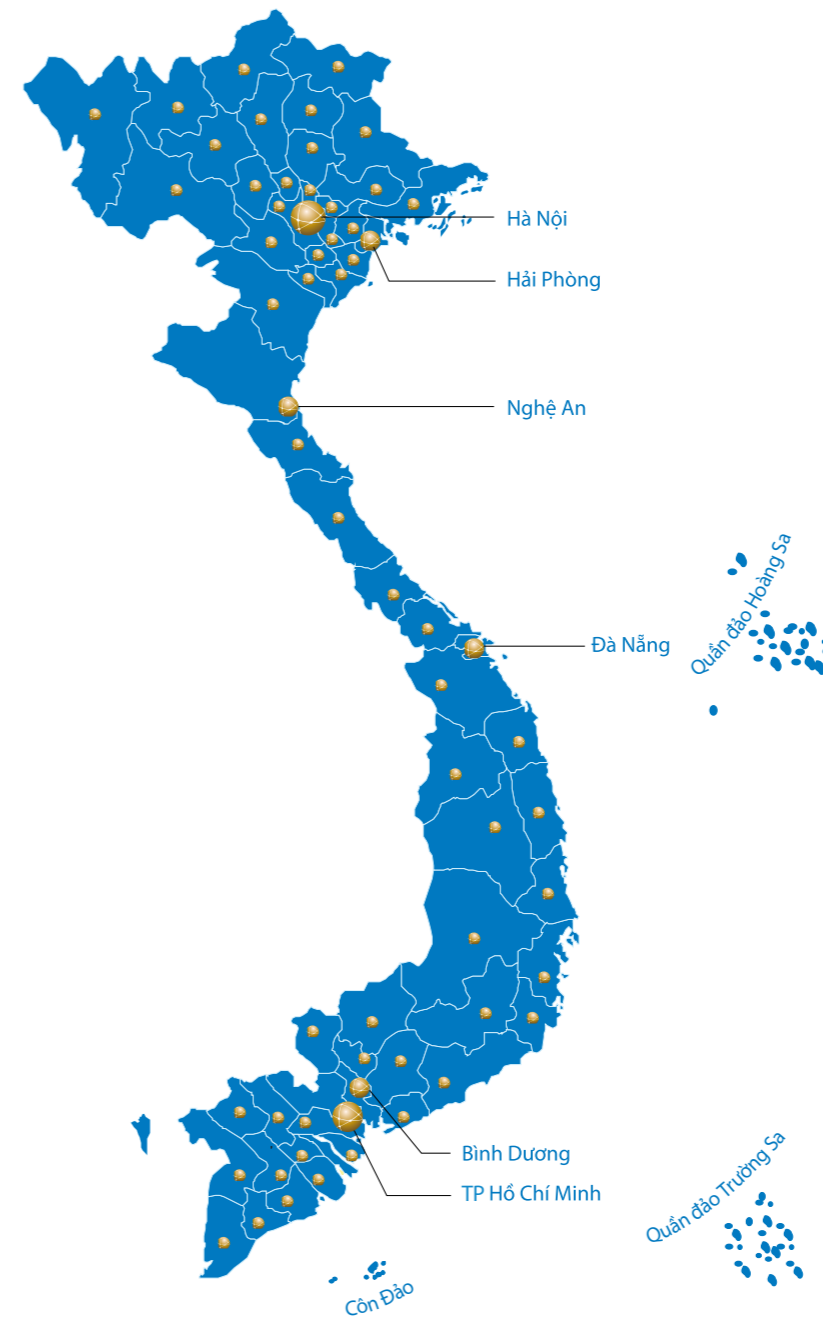 Hà Nội
Hải Phòng
Nghệ An
Quần đảo Hoàng Sa
Đà Nẵng
Bình Dương
TP Hồ Chí Minh
Quần đảo Trường Sa
Côn Đảo